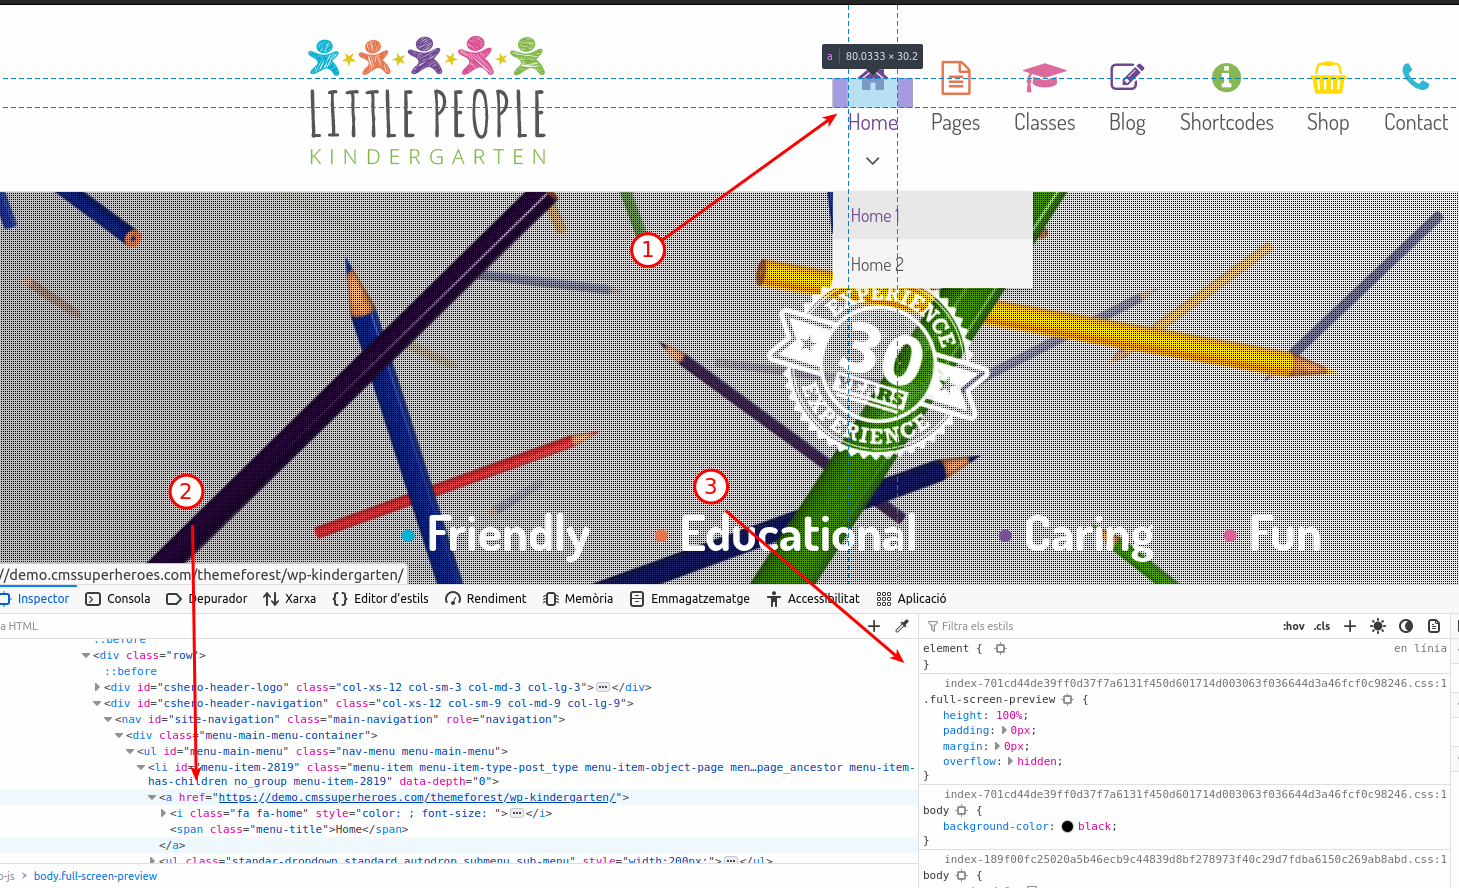 LITTLE PEOPLE
KINDERGARTEN
a 80.0333 × 30.2
Home
Pages
Classes
Blog
Shortcodes
Shop
Contact
Home 1
Home 2
1
EXPERIENCE
30
YEARS
EXPERIENCE
2
3
Friendly
Educational
Caring
Fun
//demo.cmssuperheroes.com/themeforest/wp-kindergarten/
Inspector
Consola
Depurador
Xarxa
Editor d'estils
Rendiment
Memòria
Emmagatzematge
Accessibilitat
Aplicació
a HTML
::before
<div class="row">
::before
<div id="cshero-header-logo" class="col-xs-12 col-sm-3 col-md-3 col-lg-3"> ••• </div>
<div id="cshero-header-navigation" class="col-xs-12 col-sm-9 col-md-9 col-lg-9">
<nav id="site-navigation" class="main-navigation" role="navigation">
<div class="menu-main-menu-container">
<ul id="menu-main-menu" class="nav-menu menu-main-menu">
<li id="menu-item-2819" class="menu-item menu-item-type-post_type menu-item-object-page men…page_ancestor menu-item-
has-children no_group menu-item-2819" data-depth="0">
<a href="https://demo.cmssuperheroes.com/themeforest/wp-kindergarten/">
<i class="fa fa-home" style="color: ; font-size: "> ••• </i>
<span class="menu-title">Home</span>
</a>
<ul class="standar-dropdown standard autodrop submenu sub-menu" style="width:200px;"> ••• </ul>
o-js > body.full-screen-preview
Filtra els estils
:hov .cls +
element {
en línia
}
index-701cd44de39ff0d37f7a6131f450d601714d003063f036644d3a46fcf0c98246.css:1
.full-screen-preview {
height: 100%;
padding: 0px;
margin: 0px;
overflow: hidden;
}
index-701cd44de39ff0d37f7a6131f450d601714d003063f036644d3a46fcf0c98246.css:1
body {
background-color: black;
}
index-189f00fc25020a5b46ecb9c44839d8bf278973f40c29d7fdba6150c269ab8abd.css:1
body {